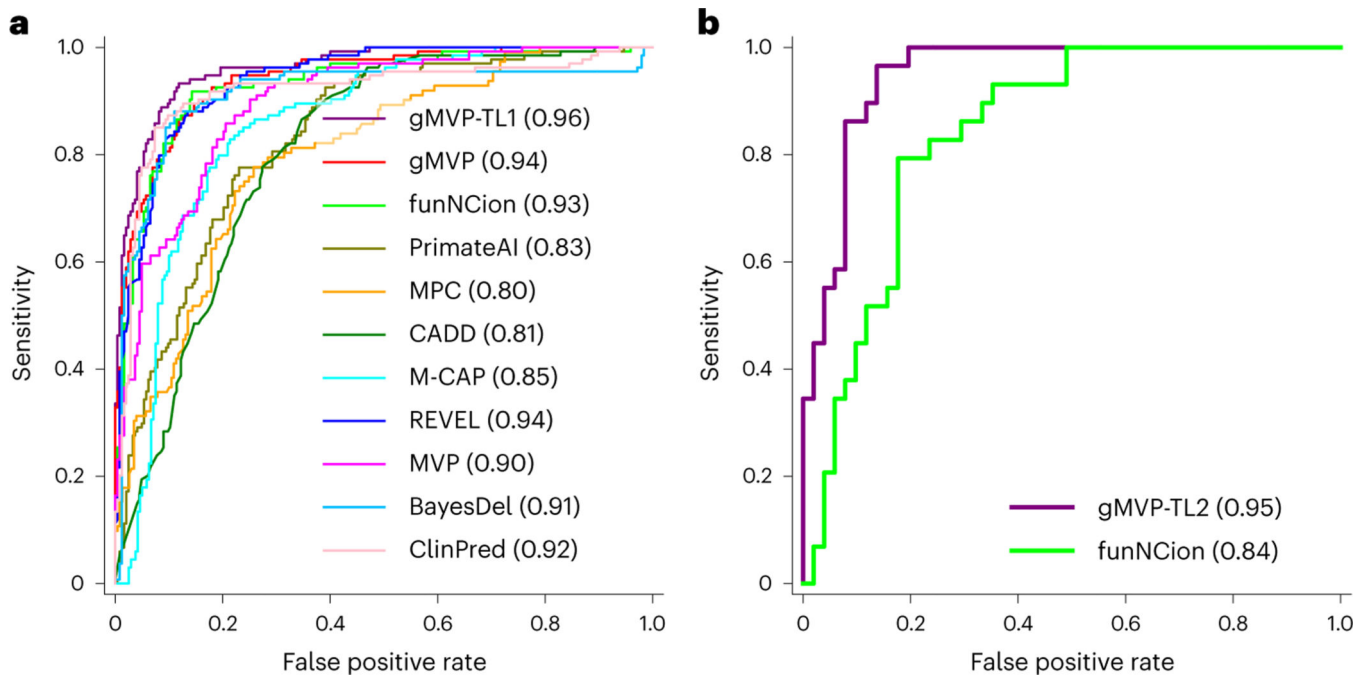 a
1.0
0.8
0.6
0.4
0.2
0
Sensitivity
gMVP-TL1 (0.96)
gMVP (0.94)
funNCion (0.93)
PrimateAI (0.83)
MPC (0.80)
CADD (0.81)
M-CAP (0.85)
REVEL (0.94)
MVP (0.90)
BayesDel (0.91)
ClinPred (0.92)
0 0.2 0.4 0.6 0.8 1.0
False positive rate
b
1.0
0.8
0.6
0.4
0.2
0
Sensitivity
gMVP-TL2 (0.95)
funNCion (0.84)
0 0.2 0.4 0.6 0.8 1.0
False positive rate